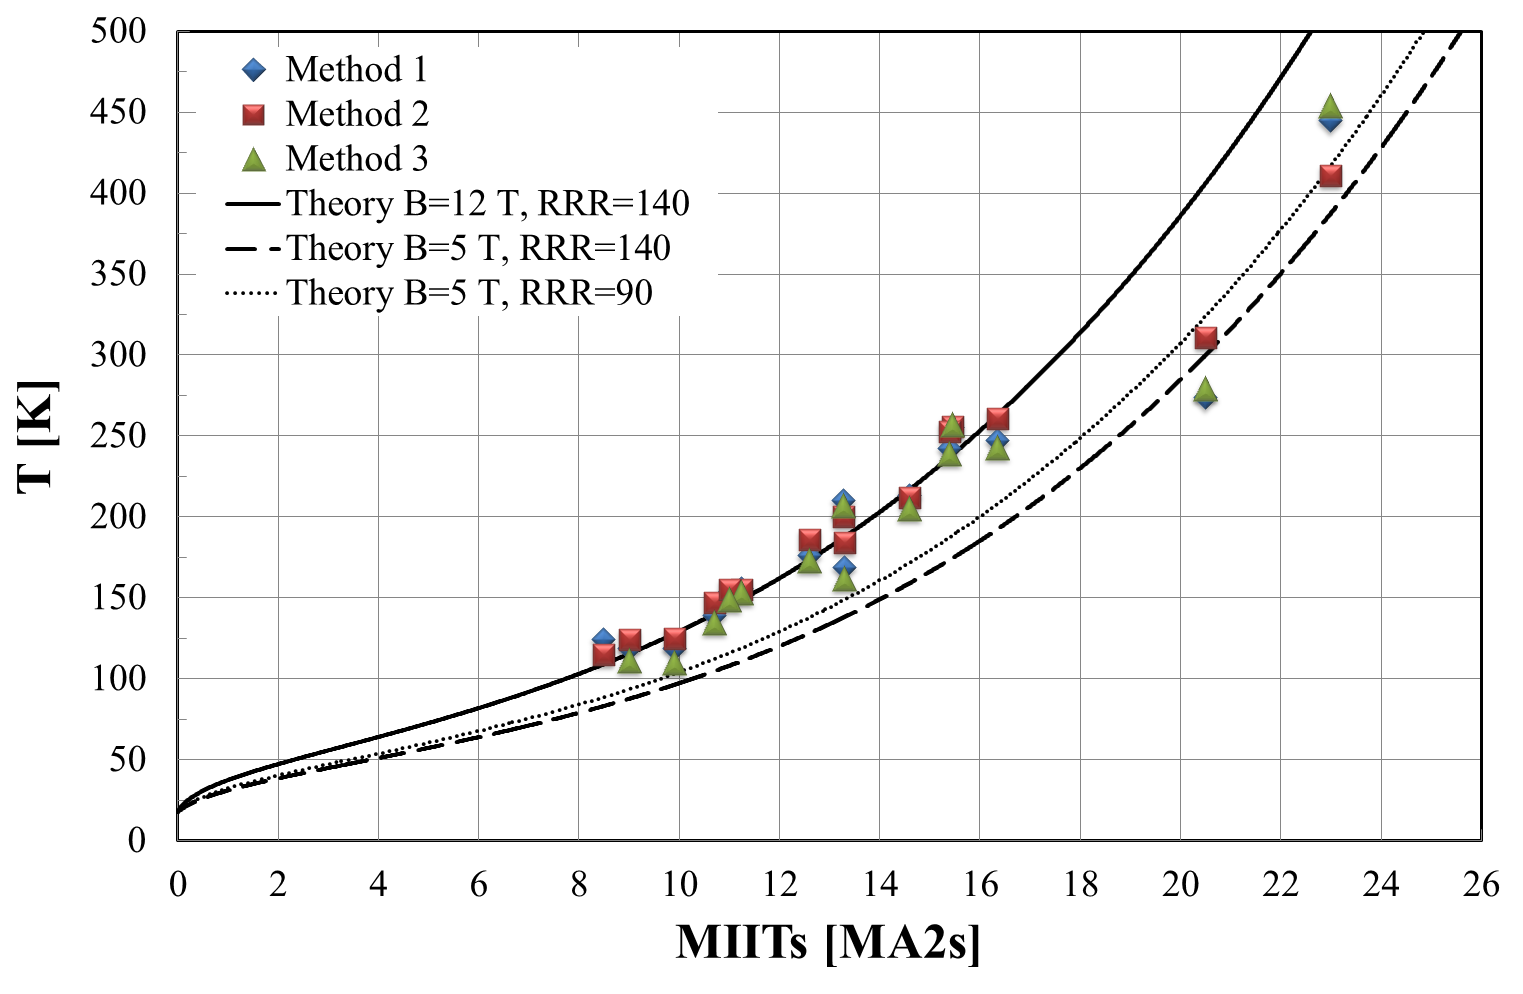 500
450
400
350
300
250
200
150
100
50
0
T [K]
Method 1
Method 2
Method 3
Theory B=12 T, RRR=140
Theory B=5 T, RRR=140
Theory B=5 T, RRR=90
0 2 4 6 8 10 12 14 16 18 20 22 24 26
MIITs [MA2s]